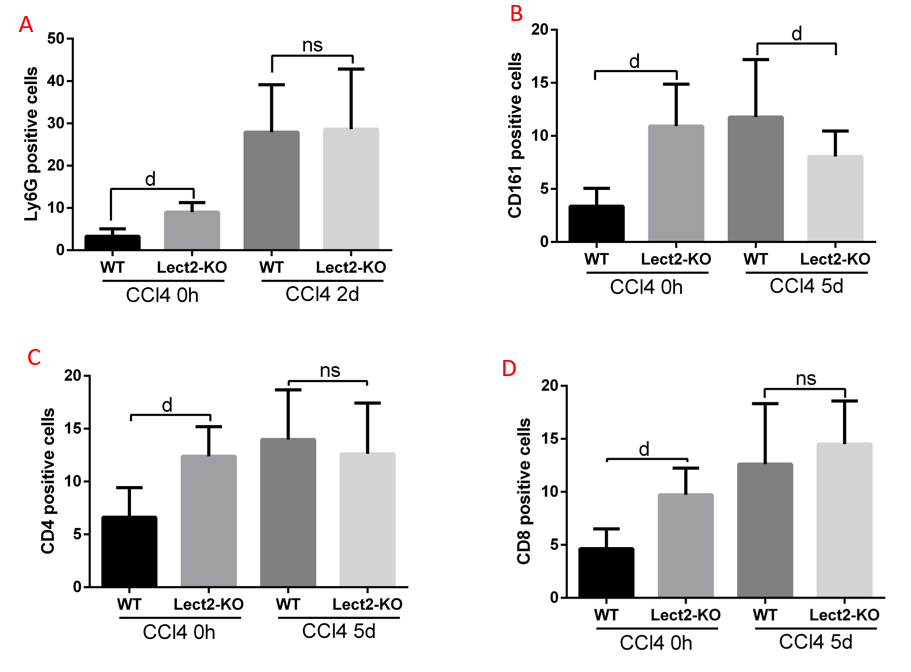 A
Ly6G positive cells
50
40
30
20
10
0
d
ns
WT Lect2-KO WT Lect2-KO
CCl4 0h CCl4 2d
B
CD161 positive cells
20
15
10
5
0
d
d
WT Lect2-KO WT Lect2-KO
CCl4 0h CCl4 5d
C
CD4 positive cells
20
15
10
5
0
d
ns
WT Lect2-KO WT Lect2-KO
CCl4 0h CCl4 5d
D
CD8 positive cells
20
15
10
5
0
d
ns
WT Lect2-KO WT Lect2-KO
CCl4 0h CCl4 5d